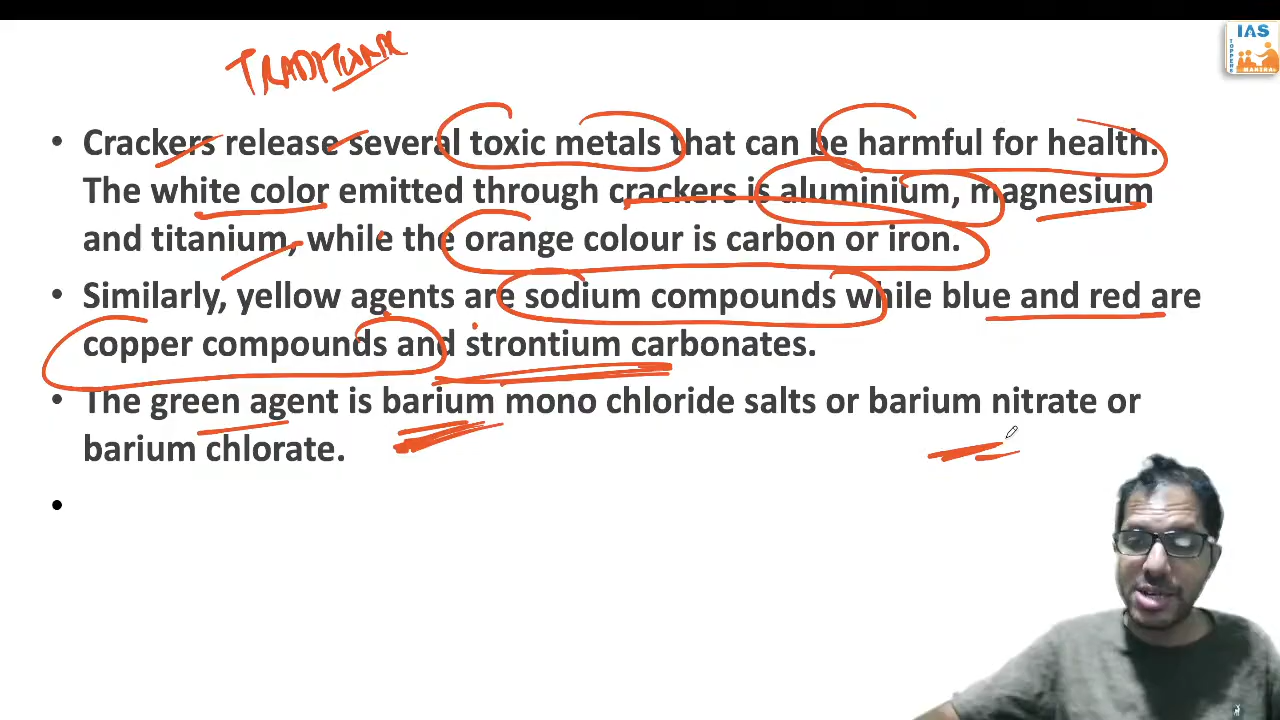 IAS
TOPPERS
MANTRA
TRADITIONAL
• Crackers release several toxic metals that can be harmful for health.
The white color emitted through crackers is aluminium, magnesium
and titanium, while the orange colour is carbon or iron.
• Similarly, yellow agents are sodium compounds while blue and red are
copper compounds and strontium carbonates.
• The green agent is barium mono chloride salts or barium nitrate or
barium chlorate.
•